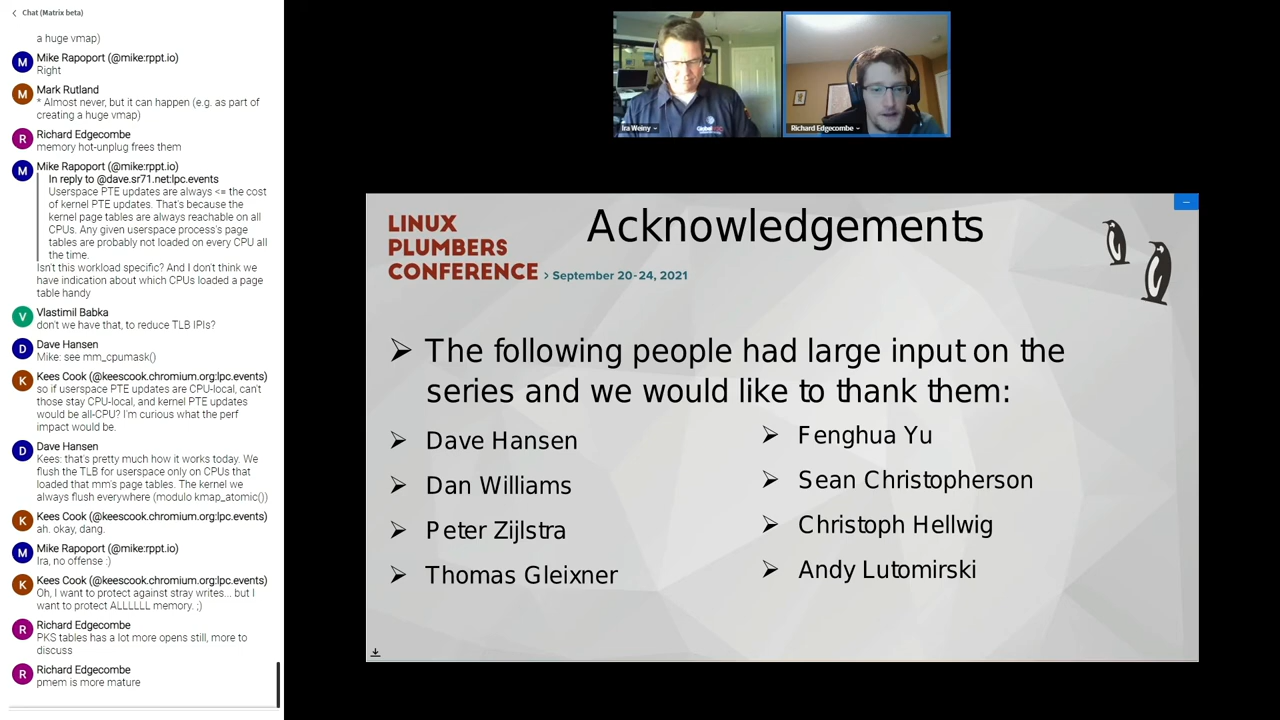 Chat (Matrix beta)
a huge vmap)
M
Mike Rapoport (@mike:rppt.io)
Right
M
Mark Rutland
* Almost never, but it can happen (e.g. as part of
creating a huge vmap)
R
Richard Edgecombe
memory hot-unplug frees them
M
Mike Rapoport (@mike:rppt.io)
In reply to @dave.sr71.net:lpc.events
Userspace PTE updates are always <= the cost
of kernel PTE updates. That's because the
kernel page tables are always reachable on all
CPUs. Any given userspace process's page
tables are probably not loaded on every CPU all
the time.
Isn't this workload specific? And I don't think we
have indication about which CPUs loaded a page
table handy
V
Vlastimil Babka
don't we have that, to reduce TLB IPIs?
D
Dave Hansen
Mike: see mm_cpumask()
K
Kees Cook (@keescook.chromium.org:lpc.events)
so if userspace PTE updates are CPU-local, can't
those stay CPU-local, and kernel PTE updates
would be all-CPU? I'm curious what the perf
impact would be.
D
Dave Hansen
Kees: that's pretty much how it works today. We
flush the TLB for userspace only on CPUs that
loaded that mm's page tables. The kernel we
always flush everywhere (modulo kmap_atomic())
K
Kees Cook (@keescook.chromium.org:lpc.events)
ah. okay, dang.
M
Mike Rapoport (@mike:rppt.io)
Ira, no offense :)
K
Kees Cook (@keescook.chromium.org:lpc.events)
Oh, I want to protect against stray writes... but I
want to protect ALLLLLL memory. ;)
R
Richard Edgecombe
PKS tables has a lot more opens still, more to
discuss
R
Richard Edgecombe
pmem is more mature
Ira Weiny
Richard Edgecombe
LINUX
PLUMBERS
CONFERENCE > September 20-24, 2021
Acknowledgements
The following people had large input on the
series and we would like to thank them:
Dave Hansen
Dan Williams
Peter Zijlstra
Thomas Gleixner
Fenghua Yu
Sean Christopherson
Christoph Hellwig
Andy Lutomirski